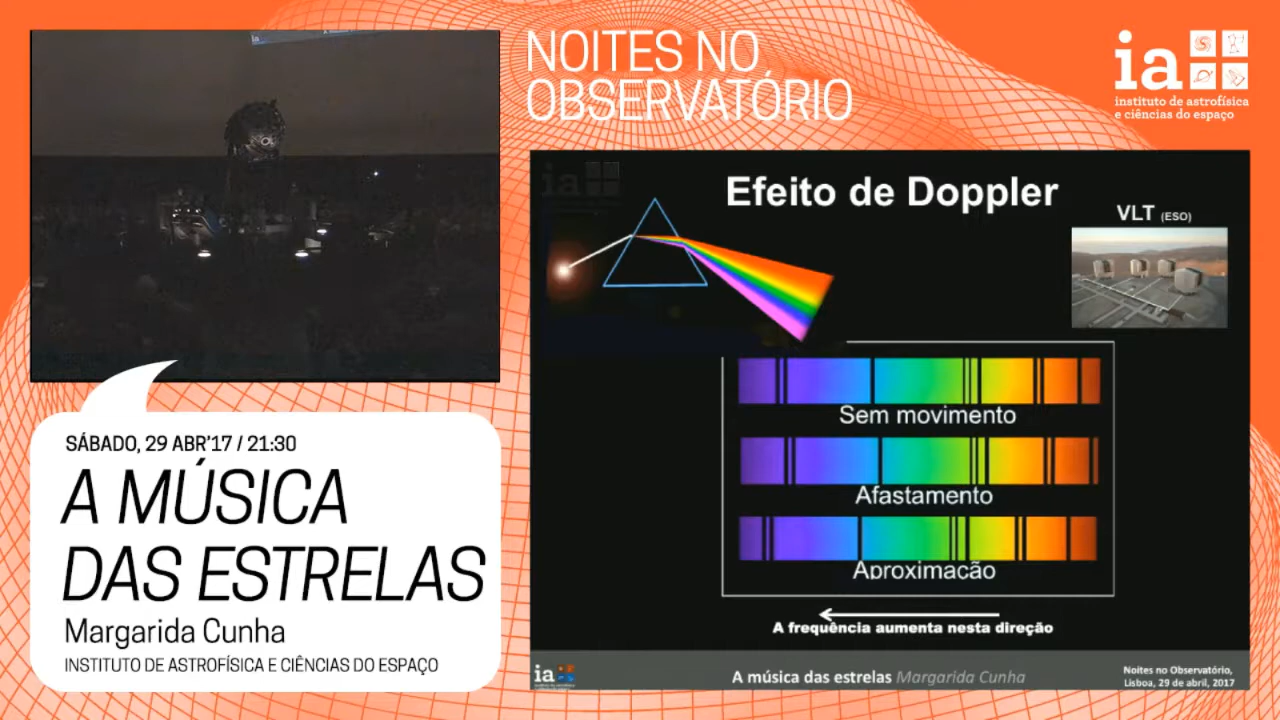 NOITES NO
OBSERVATÓRIO
ia
instituto de astrofísica
e ciências do espaço
SÁBADO, 29 ABR'17 / 21:30
A MÚSICA
DAS ESTRELAS
Margarida Cunha
INSTITUTO DE ASTROFÍSICA E CIÊNCIAS DO ESPAÇO
ia
Efeito de Doppler
VLT (ESO)
Sem movimento
Afastamento
Aproximação
A frequência aumenta nesta direção
ia
A música das estrelas Margarida Cunha
Noites no Observatório,
Lisboa, 29 de abril, 2017